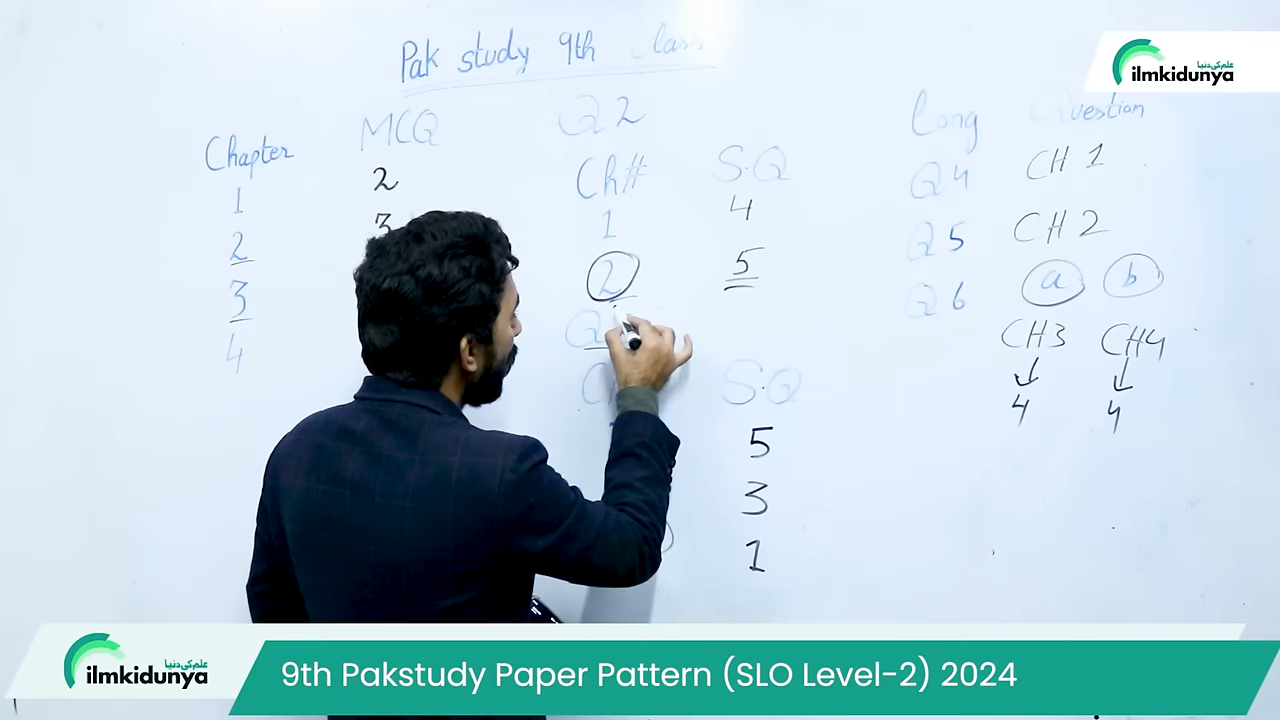 Pak study 9th Class
علم کی دنیا
ilmkidunya
Chapter
1
2
3
4
MCQ
2
3
Q2
Ch# S.Q
1 4
2 5
S.Q
5
3
1
Long Question
Q4 CH 1
Q5 CH 2
Q6 a b
CH3 CH4
4 4
علم کی دنیا
ilmkidunya
9th Pakstudy Paper Pattern (SLO Level-2) 2024